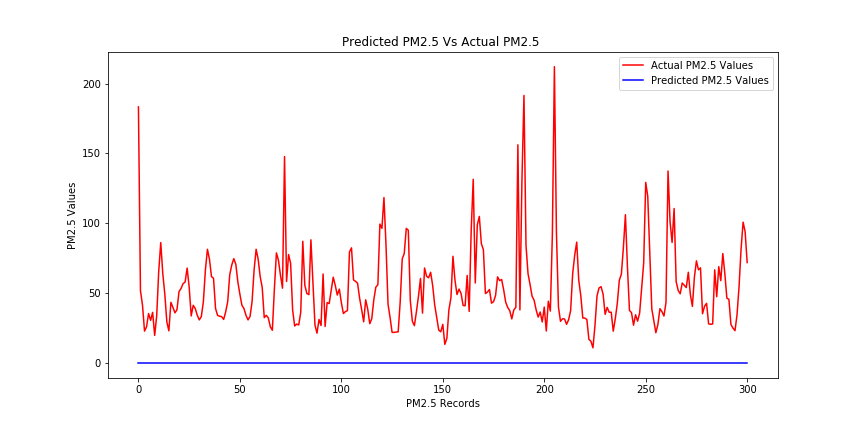 Predicted PM2.5 Vs Actual PM2.5
Actual PM2.5 Values
Predicted PM2.5 Values
PM2.5 Values
200
150
100
50
0
0 50 100 150 200 250 300
PM2.5 Records